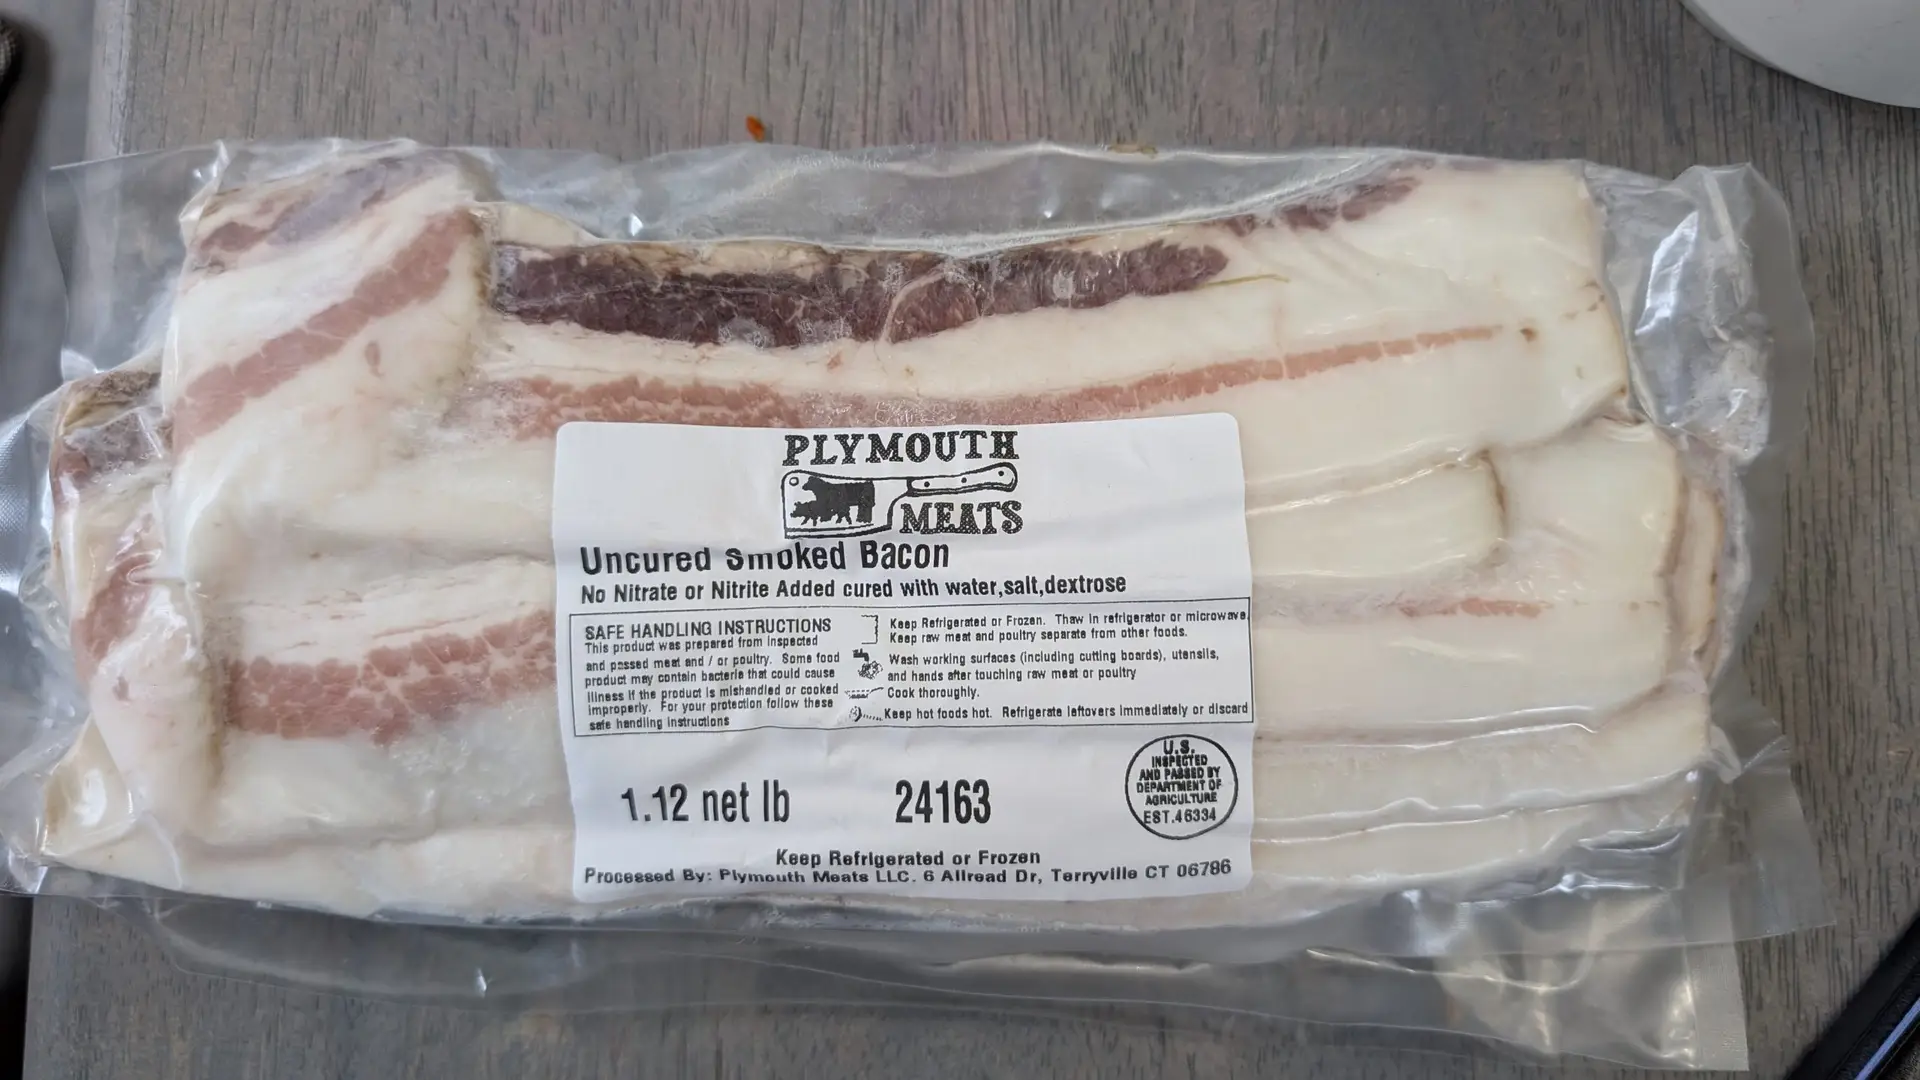 PLYMOUTH
MEATS
Uncured Smoked Bacon
No Nitrate or Nitrite Added cured with water,salt,dextrose
SAFE HANDLING INSTRUCTIONS
This product was prepared from inspected
and passed meat and / or poultry. Some food
product may contain bacteria that could cause
illness if the product is mishandled or cooked
improperly. For your protection follow these
safe handling instructions
Keep Refrigerated or Frozen. Thaw in refrigerator or microwave
Keep raw meat and poultry separate from other foods.
Wash working surfaces (including cutting boards), utensils,
and hands after touching raw meat or poultry
Cook thoroughly.
Keep hot foods hot. Refrigerate leftovers immediately or discard
1.12 net lb
24163
U.S.
INSPECTED
AND PASSED BY
DEPARTMENT OF
AGRICULTURE
EST.46334
Keep Refrigerated or Frozen
Processed By: Plymouth Meats LLC. 6 Allread Dr, Terryville CT 06786